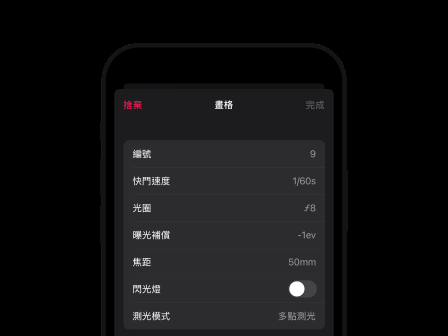 捨棄 畫格 完成
編號 9
快門速度 1/60s
光圈 ƒ8
曝光補償 -1ev
焦距 50mm
閃光燈
測光模式 多點測光